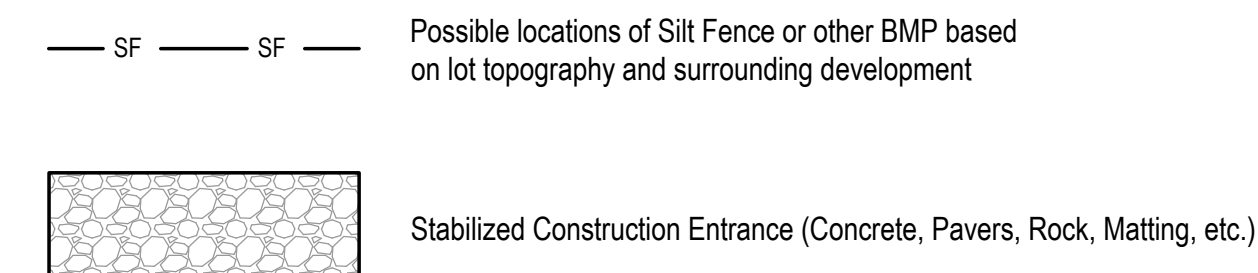 SF SF
Possible locations of Silt Fence or other BMP based
on lot topography and surrounding development
Stabilized Construction Entrance (Concrete, Pavers, Rock, Matting, etc.)